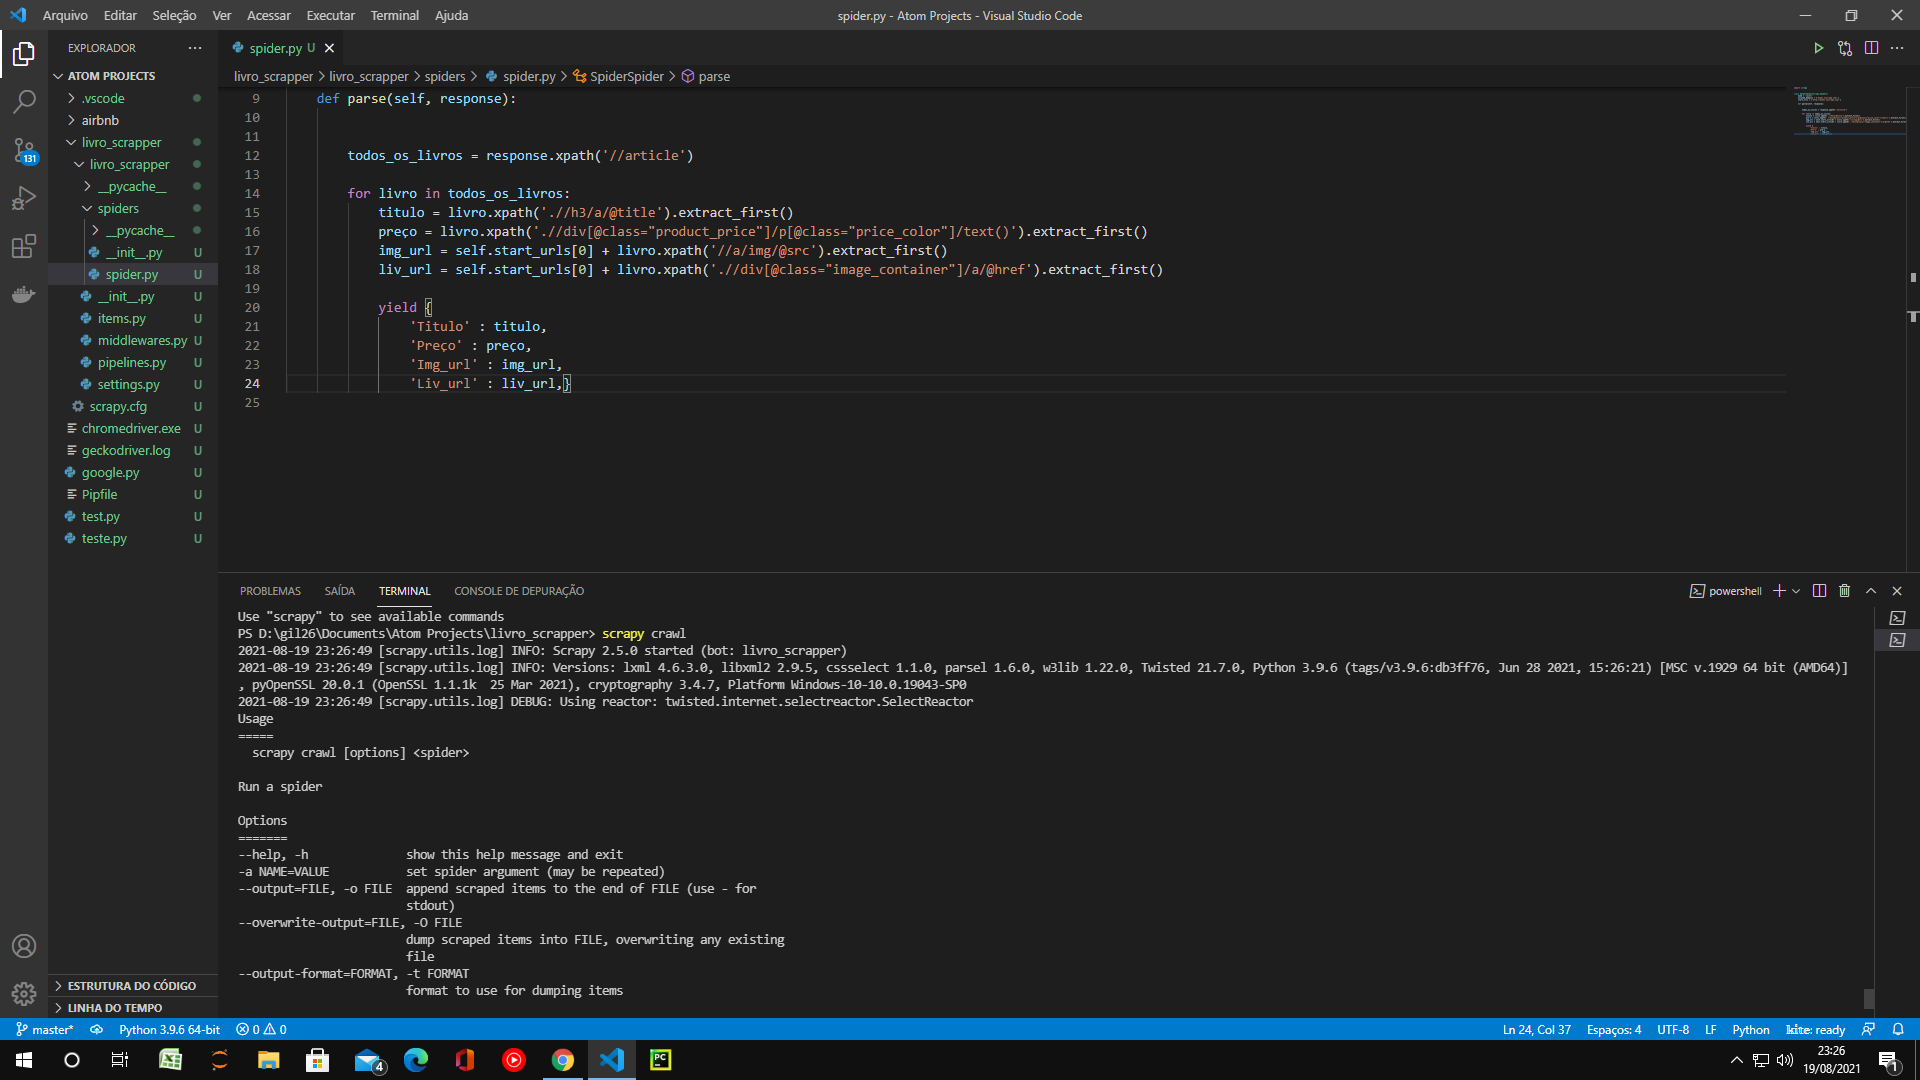 Arquivo Editar Seleção Ver Acessar Executar Terminal Ajuda
spider.py - Atom Projects - Visual Studio Code
EXPLORADOR
ATOM PROJECTS
.vscode
airbnb
livro_scrapper
livro_scrapper
__pycache__
spiders
__pycache__
__init__.py U
spider.py U
__init__.py U
items.py U
middlewares.py U
pipelines.py U
settings.py U
scrapy.cfg U
chromedriver.exe U
geckodriver.log U
google.py U
Pipfile U
test.py U
teste.py U
131
ESTRUTURA DO CÓDIGO
LINHA DO TEMPO
spider.py U
livro_scrapper > livro_scrapper > spiders > spider.py > SpiderSpider > parse
9 def parse(self, response):
10
11
12 todos_os_livros = response.xpath('//article')
13
14 for livro in todos_os_livros:
15 titulo = livro.xpath('.//h3/a/@title').extract_first()
16 preço = livro.xpath('.//div[@class="product_price"]/p[@class="price_color"]/text()').extract_first()
17 img_url = self.start_urls[0] + livro.xpath('//a/img/@src').extract_first()
18 liv_url = self.start_urls[0] + livro.xpath('.//div[@class="image_container"]/a/@href').extract_first()
19
20 yield {
21 'Titulo' : titulo,
22 'Preço' : preço,
23 'Img_url' : img_url,
24 'Liv_url' : liv_url,}
25
PROBLEMAS SAÍDA TERMINAL CONSOLE DE DEPURAÇÃO
powershell
Use "scrapy" to see available commands
PS D:\gil26\Documents\Atom Projects\livro_scrapper> scrapy crawl
2021-08-19 23:26:49 [scrapy.utils.log] INFO: Scrapy 2.5.0 started (bot: livro_scrapper)
2021-08-19 23:26:49 [scrapy.utils.log] INFO: Versions: lxml 4.6.3.0, libxml2 2.9.5, cssselect 1.1.0, parsel 1.6.0, w3lib 1.22.0, Twisted 21.7.0, Python 3.9.6 (tags/v3.9.6:db3ff76, Jun 28 2021, 15:26:21) [MSC v.1929 64 bit (AMD64)]
, pyOpenSSL 20.0.1 (OpenSSL 1.1.1k  25 Mar 2021), cryptography 3.4.7, Platform Windows-10-10.0.19043-SP0
2021-08-19 23:26:49 [scrapy.utils.log] DEBUG: Using reactor: twisted.internet.selectreactor.SelectReactor
Usage
=====
scrapy crawl [options] <spider>
Run a spider
Options
=======
--help, -h show this help message and exit
-a NAME=VALUE set spider argument (may be repeated)
--output=FILE, -o FILE append scraped items to the end of FILE (use - for
stdout)
--overwrite-output=FILE, -O FILE
dump scraped items into FILE, overwriting any existing
file
--output-format=FORMAT, -t FORMAT
format to use for dumping items
master* Python 3.9.6 64-bit 0 0
Ln 24, Col 37 Espaços: 4 UTF-8 LF Python kite: ready
4
PC
23:26
19/08/2021
1